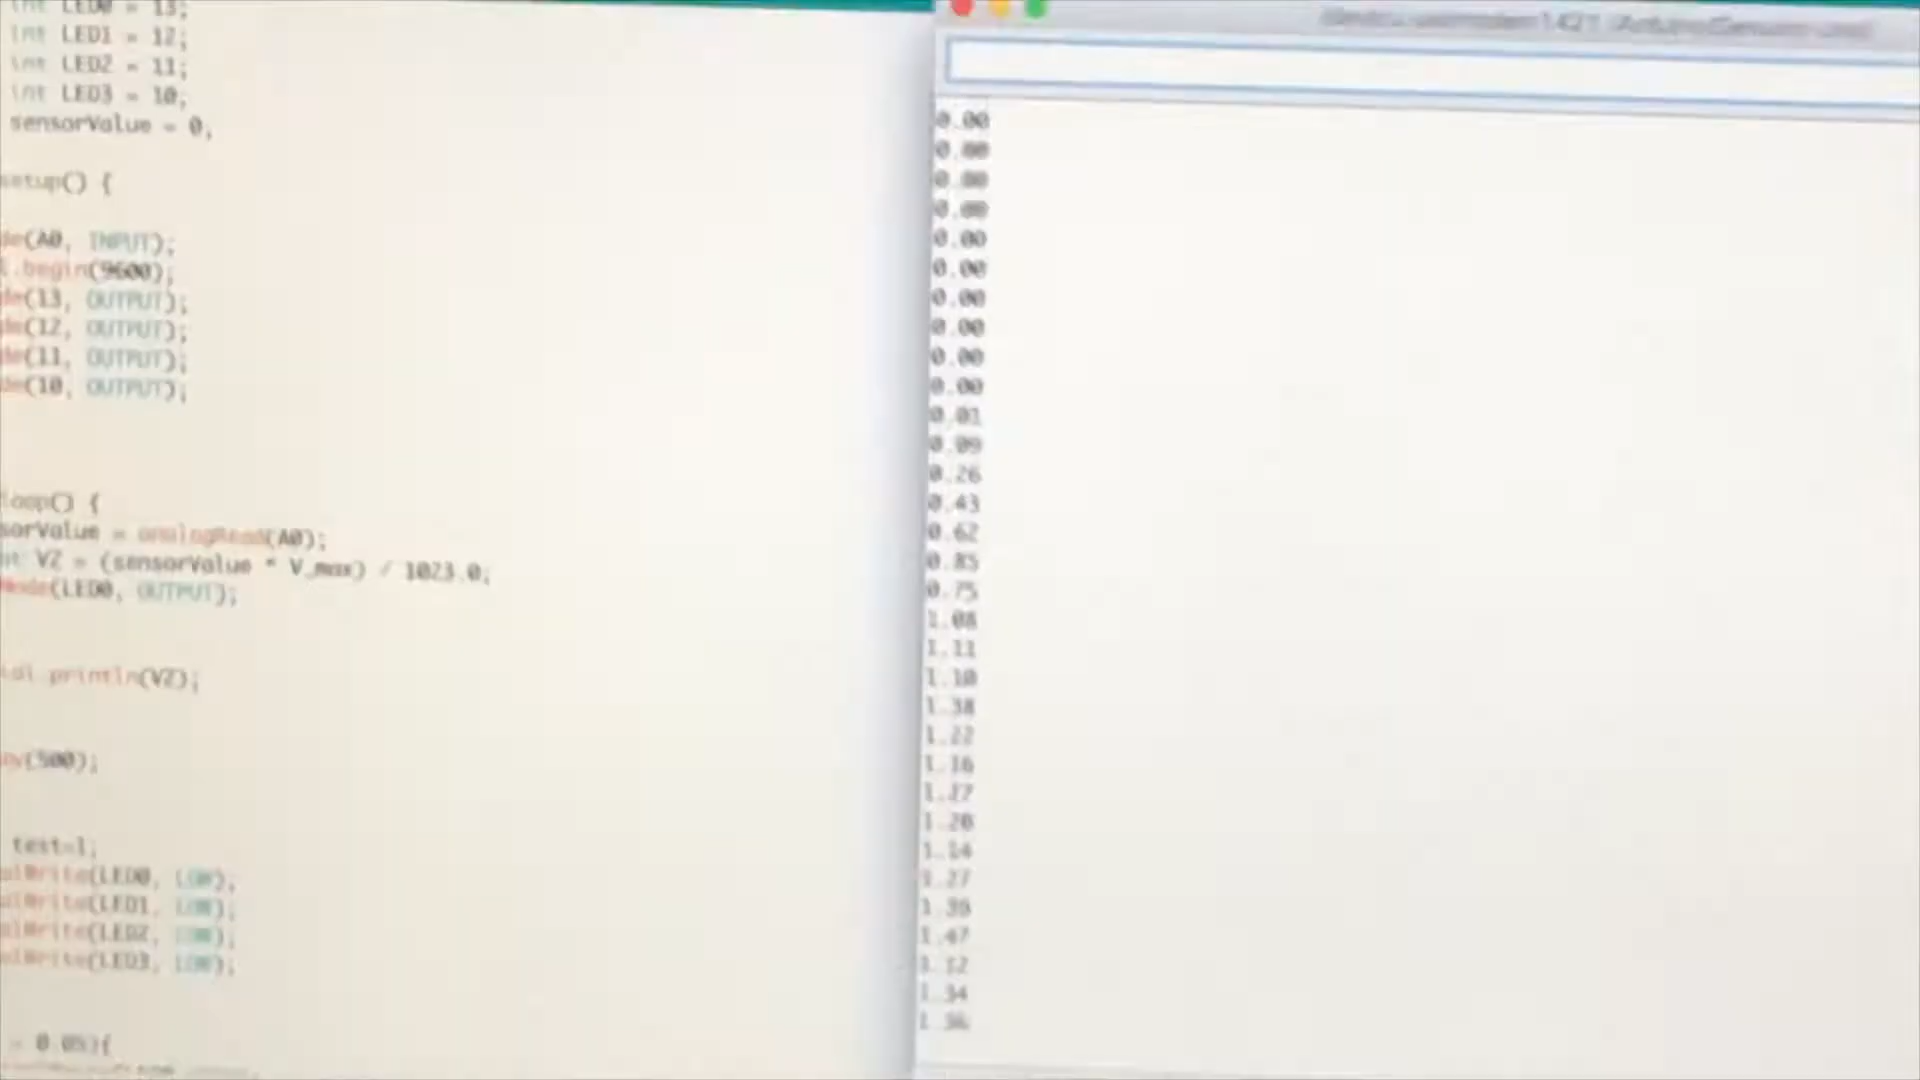 int LED0 = 13;
int LED1 = 12;
int LED2 = 11;
int LED3 = 10;
sensorValue = 0;
setup() {
de(A0, INPUT);
l.begin(9600);
de(13, OUTPUT);
de(12, OUTPUT);
de(11, OUTPUT);
de(10, OUTPUT);
loop() {
sorValue = analogRead(A0);
at V2 = (sensorValue * V_max) / 1023.0;
Mode(LED0, OUTPUT);
ial.println(V2);
ay(500);
test=1;
alWrite(LED0, LOW);
alWrite(LED1, LOW);
alWrite(LED2, LOW);
alWrite(LED3, LOW);
0.05){
0.00
0.00
0.00
0.00
0.00
0.00
0.00
0.00
0.00
0.00
0.01
0.09
0.26
0.43
0.62
0.85
0.75
1.08
1.11
1.10
1.38
1.22
1.16
1.27
1.20
1.14
1.27
1.39
1.47
1.34
1.36